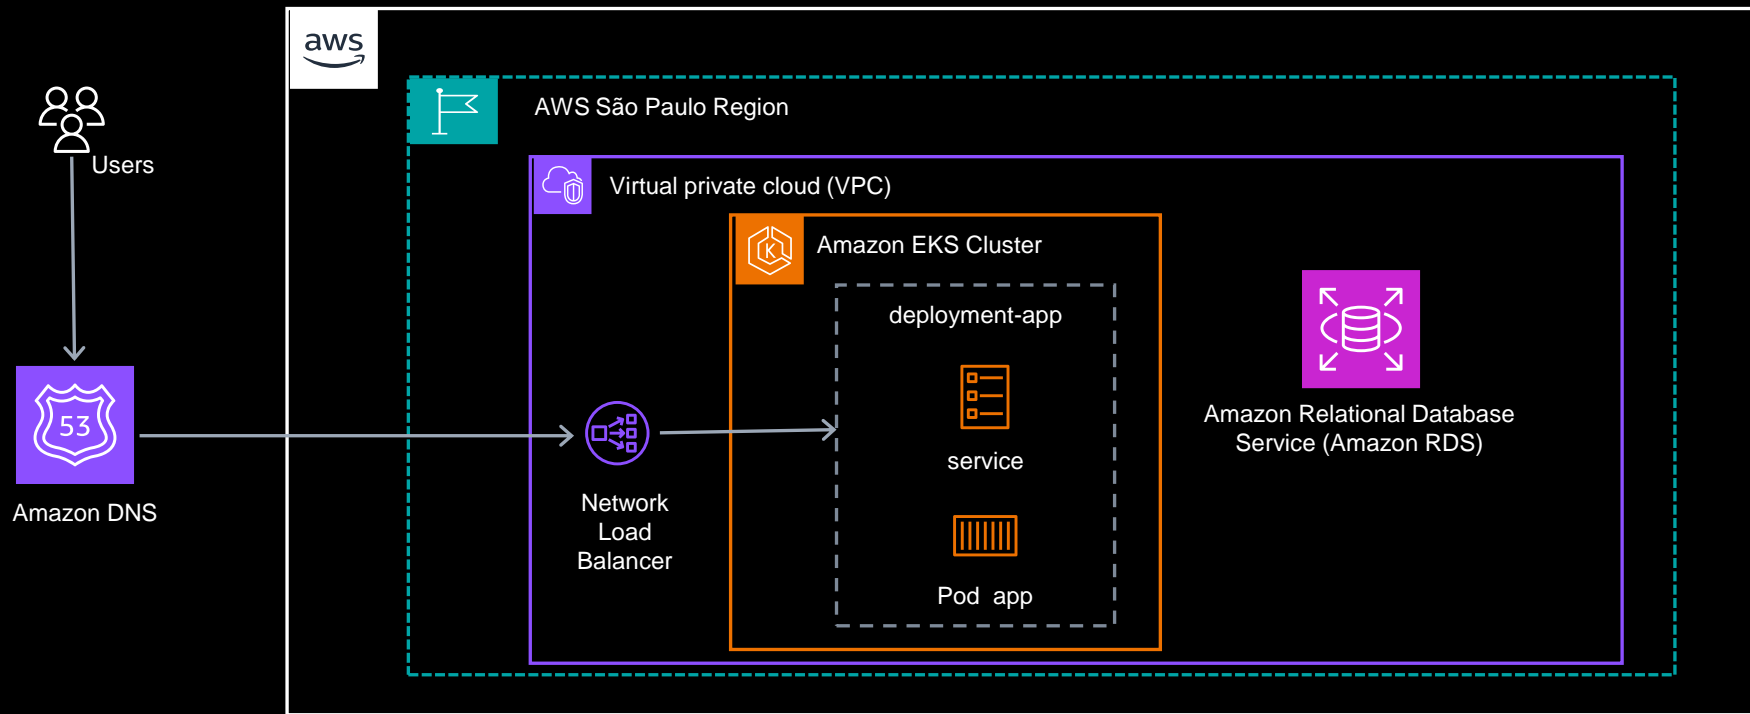 aws
AWS São Paulo Region
Users
Virtual private cloud (VPC)
Amazon EKS Cluster
K
deployment-app
53
Amazon DNS
Network
Load
Balancer
service
Pod app
Amazon Relational Database
Service (Amazon RDS)